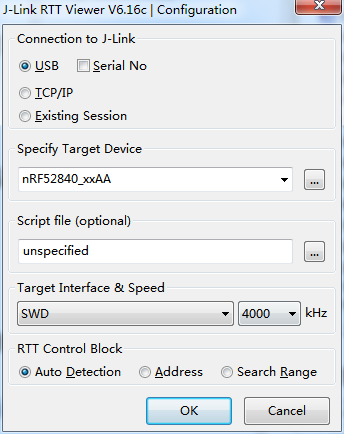 J-Link RTT Viewer V6.16c | Configuration
Connection to J-Link
USB Serial No
TCP/IP
Existing Session
Specify Target Device
nRF52840_xxAA ...
Script file (optional)
unspecified ...
Target Interface & Speed
SWD 4000 kHz
RTT Control Block
Auto Detection Address Search Range
OK Cancel